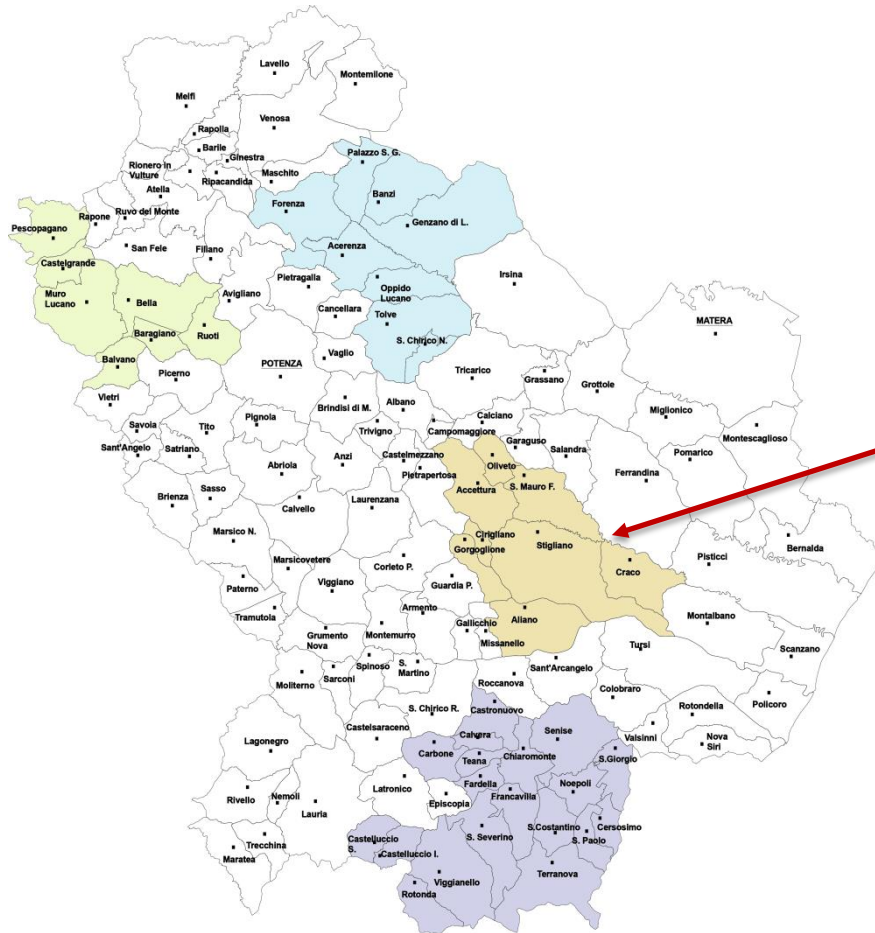 Lavello
Montemilone
Melfi
Venosa
Rapolla
Barile
Ginestra
Rionero in
Vulture
Ripacandida
Maschito
Palazzo S. G.
Banzi
Forenza
Genzano di L.
Atella
Rapone
Ruvo del Monte
Pescopagano
San Fele
Filiano
Acerenza
Castelgrande
Muro
Lucano
Bella
Avigliano
Pietragalla
Oppido
Lucano
Irsina
Cancellara
Tolve
S. Chirico N.
MATERA
Baragiano
Ruoti
Balvano
Picerno
POTENZA
Vaglio
Tricarico
Grassano
Grottole
Vietri
Brindisi di M.
Albano
Calciano
Miglionico
Savoia
Tito
Pignola
Trivigno
Campomaggiore
Montescaglioso
Sant'Angelo
Satriano
Anzi
Castelmezzano
Garaguso
Salandra
Pomarico
Oliveto
Pietrapertosa
Abriola
Accettura
S. Mauro F.
Ferrandina
Brienza
Sasso
Calvello
Laurenzana
Marsico N.
Cirigliano
Gorgoglione
Stigliano
Bernalda
Pisticci
Marsicovetere
Corleto P.
Craco
Paterno
Viggiano
Guardia P.
Tramutola
Armento
Aliano
Montalbano
Grumento
Nova
Montemurro
Gallicchio
Missanello
Tursi
Scanzano
Spinoso
S.
Martino
Sarconi
Moliterno
Sant'Arcangelo
Roccanova
Colobraro
Policoro
Rotondella
Castronuovo
S. Chirico R.
Castelsaraceno
Calvera
Senise
Valsinni
Nova
Siri
Lagonegro
Carbone
Teana
Chiaromonte
S.Giorgio
Fardella
Noepoli
Latronico
Francavilla
Rivello
Nemoli
Episcopia
Lauria
S. Severino
S.Costantino
Cersosimo
S. Paolo
Trecchina
Maratea
Castelluccio
S.
Castelluccio I.
Viggianello
Terranova
Rotonda